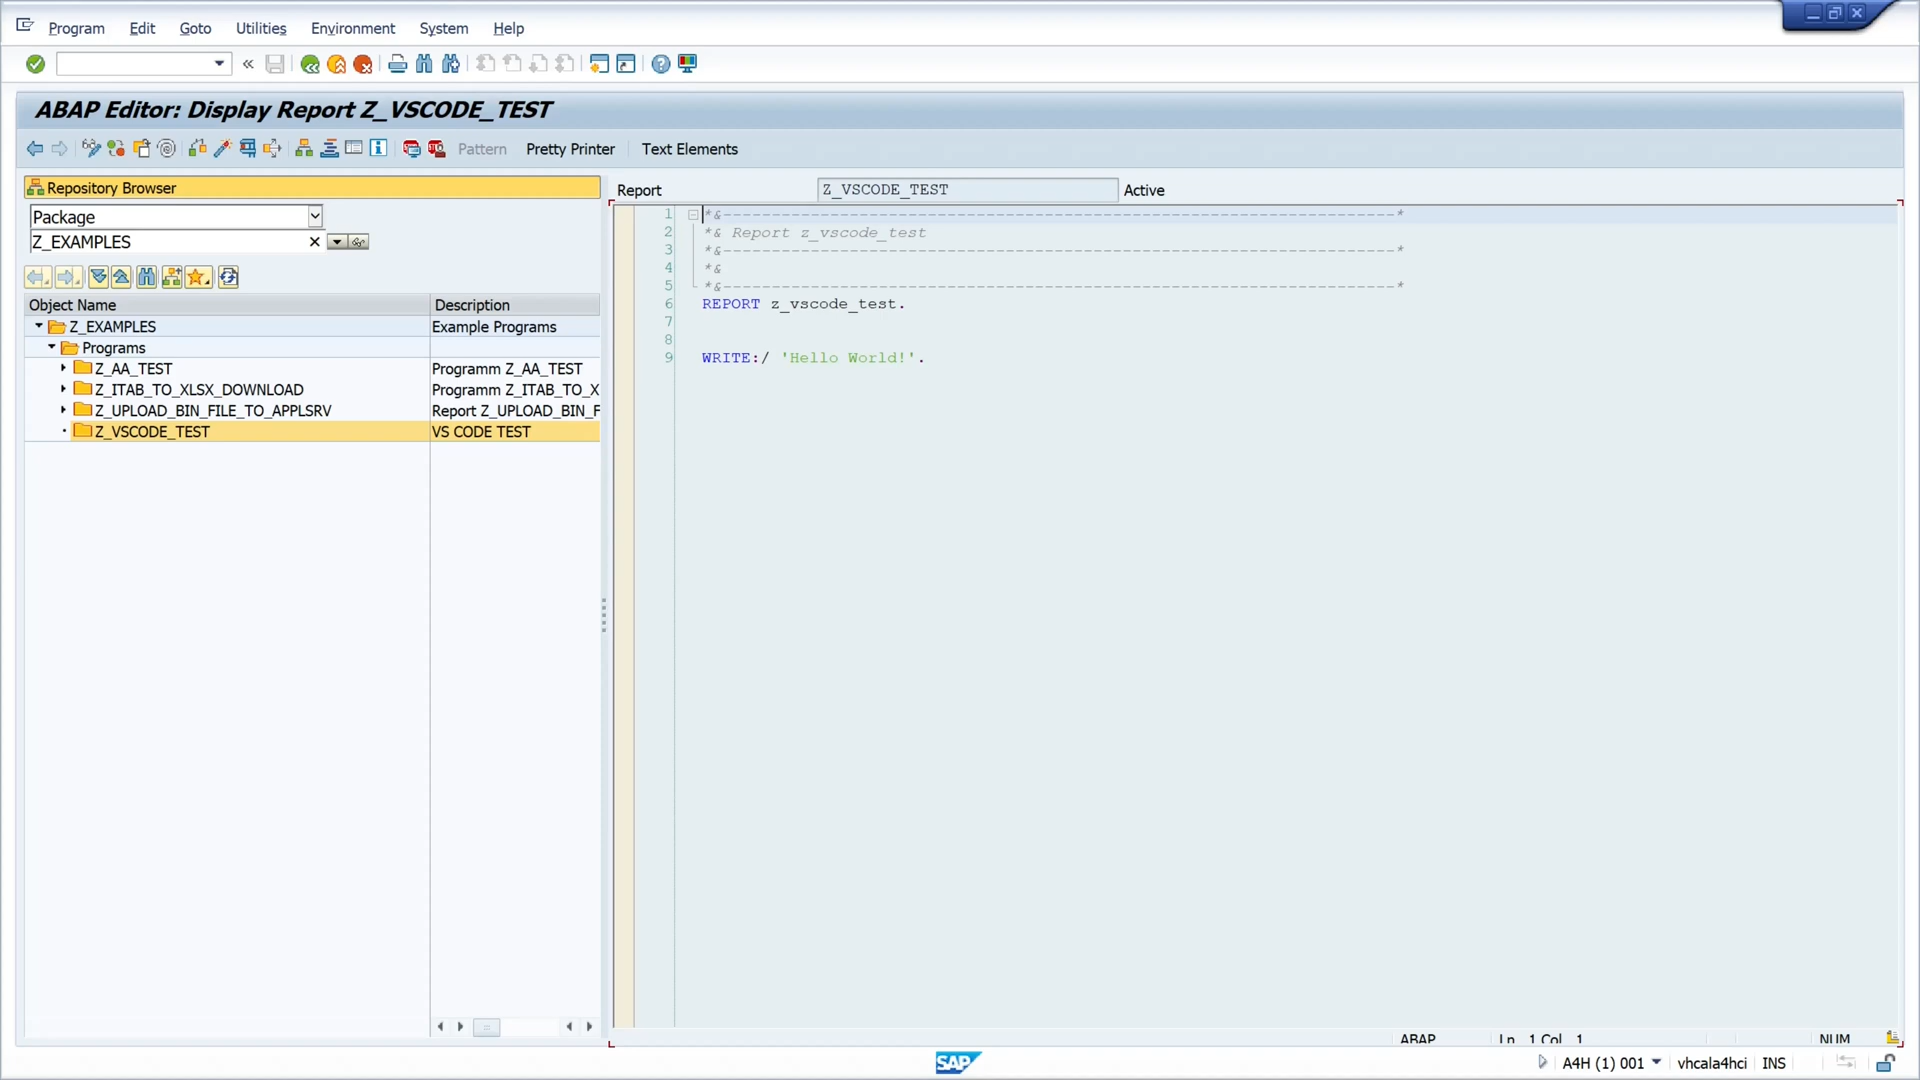 Program Edit Goto Utilities Environment System Help
ABAP Editor: Display Report Z_VSCODE_TEST
Pattern Pretty Printer Text Elements
Repository Browser
Package
Z_EXAMPLES
Object Name Description
Z_EXAMPLES Example Programs
Programs
Z_AA_TEST Programm Z_AA_TEST
Z_ITAB_TO_XLSX_DOWNLOAD Programm Z_ITAB_TO_X
Z_UPLOAD_BIN_FILE_TO_APPLSRV Report Z_UPLOAD_BIN_F
Z_VSCODE_TEST VS CODE TEST
Report Z_VSCODE_TEST Active
1 *&---------------------------------------------------------------------*
2 *& Report z_vscode_test
3 *&---------------------------------------------------------------------*
4 *&
5 *&---------------------------------------------------------------------*
6 REPORT z_vscode_test.
7
8
9 WRITE:/ 'Hello World!'.
ABAP Ln 1 Col 1 NUM
SAP A4H (1) 001 vhcala4hci INS